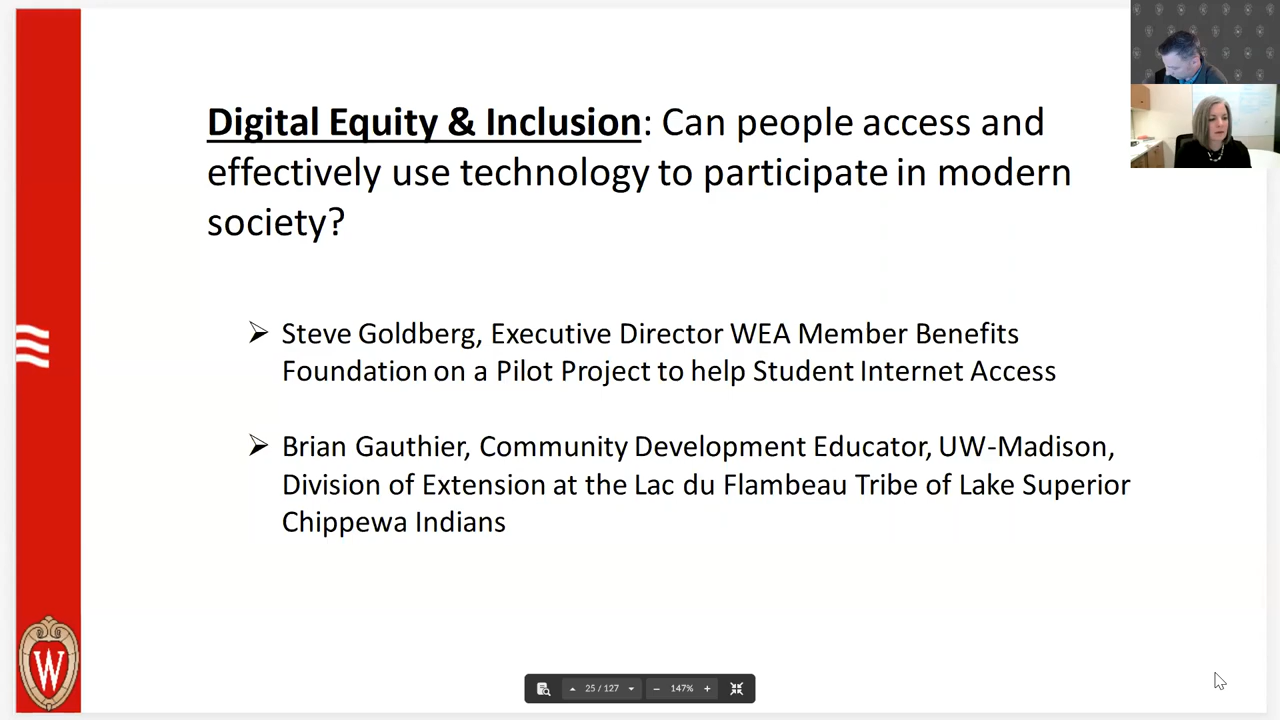 Digital Equity & Inclusion: Can people access and
effectively use technology to participate in modern
society?
Steve Goldberg, Executive Director WEA Member Benefits
Foundation on a Pilot Project to help Student Internet Access
Brian Gauthier, Community Development Educator, UW-Madison,
Division of Extension at the Lac du Flambeau Tribe of Lake Superior
Chippewa Indians
W
25 / 127
147%